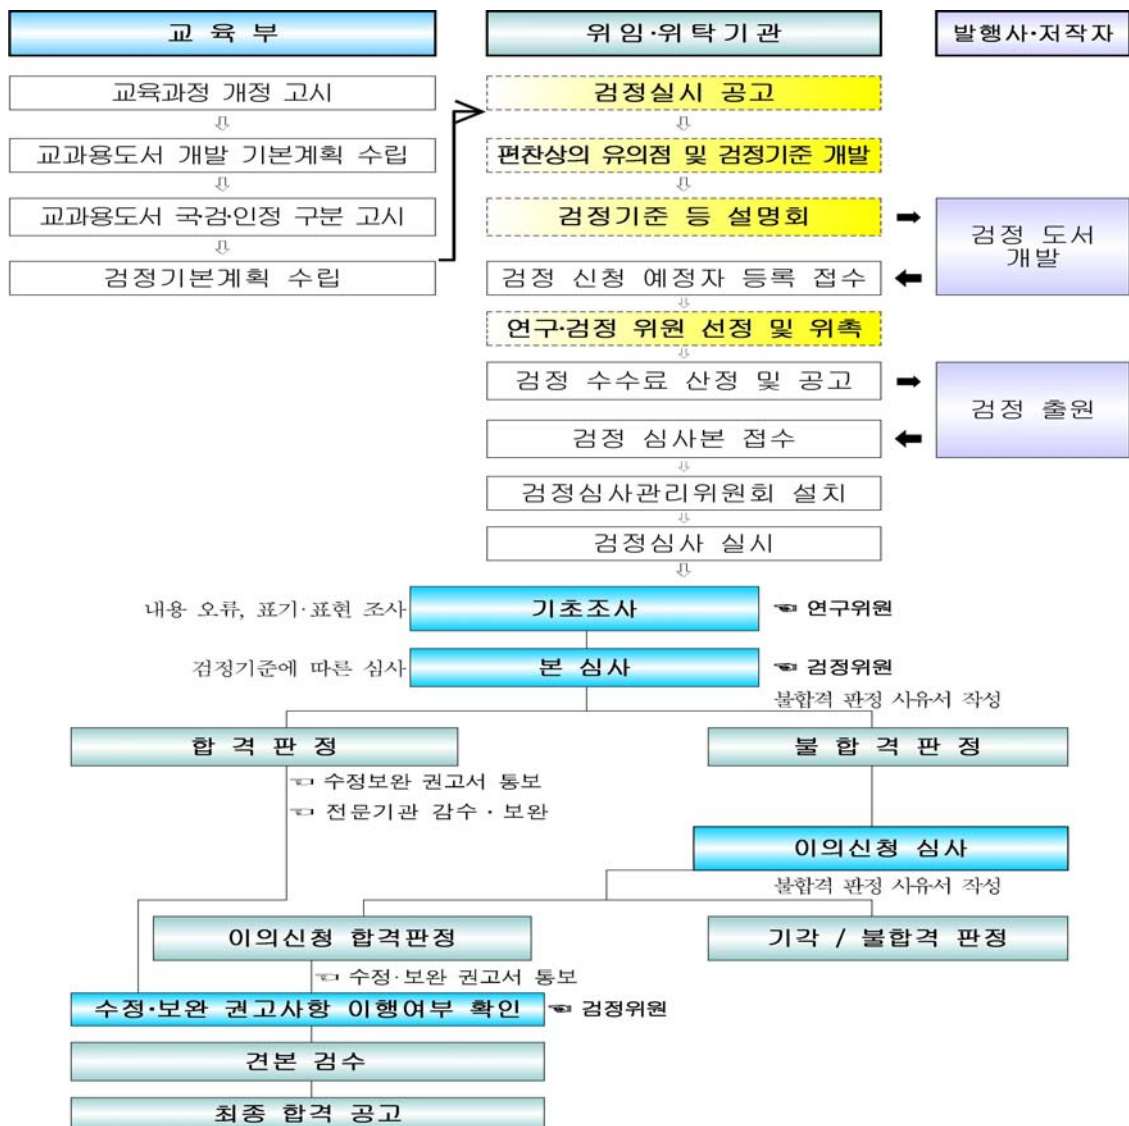 교 육 부
위임·위탁기관
발행사·저작자
교육과정 개정 고시
⇩
교과용도서 개발 기본계획 수립
⇩
교과용도서 국·검·인정 구분 고시
⇩
검정기본계획 수립
검정실시 공고
⇩
편찬상의 유의점 및 검정기준 개발
⇩
검정기준 등 설명회
➡
검정 도서
개발
검정 신청 예정자 등록 접수
⬅
⇩
연구·검정 위원 선정 및 위촉
⇩
검정 수수료 산정 및 공고
➡
검정 출원
검정 심사본 접수
⬅
⇩
검정심사관리위원회 설치
⇩
검정심사 실시
⇩
내용 오류, 표기·표현 조사
기초조사
☜ 연구위원
검정기준에 따른 심사
본 심사
☜ 검정위원
불합격 판정 사유서 작성
합 격 판 정
불 합 격 판 정
☜ 수정보완 권고서 통보
☜ 전문기관 감수·보완
이의신청 심사
불합격 판정 사유서 작성
이의신청 합격판정
기각 / 불합격 판정
☜ 수정·보완 권고서 통보
수정·보완 권고사항 이행여부 확인
☜ 검정위원
견본 검수
최종 합격 공고